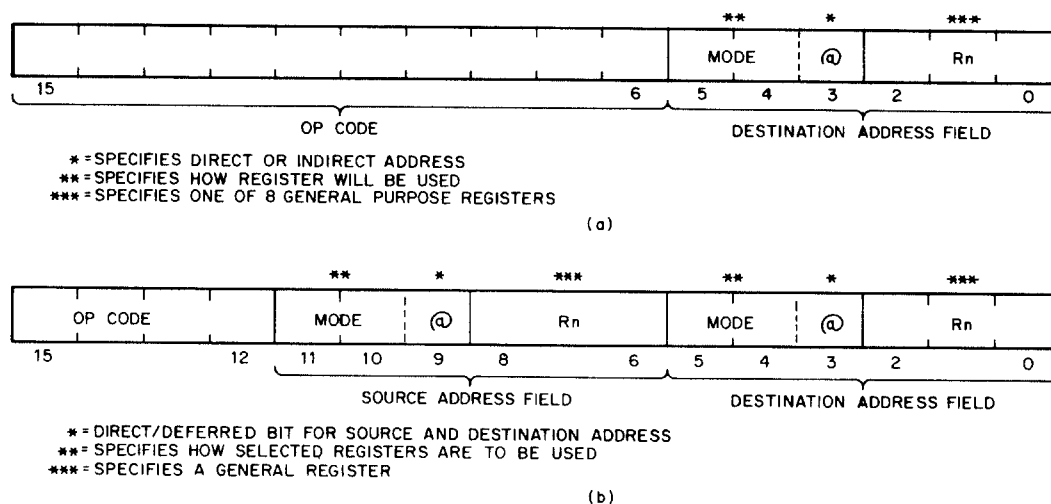 ** * ***
MODE @ Rn
15 6 5 4 3 2 0
OP CODE DESTINATION ADDRESS FIELD
*=SPECIFIES DIRECT OR INDIRECT ADDRESS
**=SPECIFIES HOW REGISTER WILL BE USED
***=SPECIFIES ONE OF 8 GENERAL PURPOSE REGISTERS
(a)
** * *** ** * ***
OP CODE MODE @ Rn MODE @ Rn
15 12 11 10 9 8 6 5 4 3 2 0
SOURCE ADDRESS FIELD DESTINATION ADDRESS FIELD
*=DIRECT/DEFERRED BIT FOR SOURCE AND DESTINATION ADDRESS
**=SPECIFIES HOW SELECTED REGISTERS ARE TO BE USED
***=SPECIFIES A GENERAL REGISTER
(b)